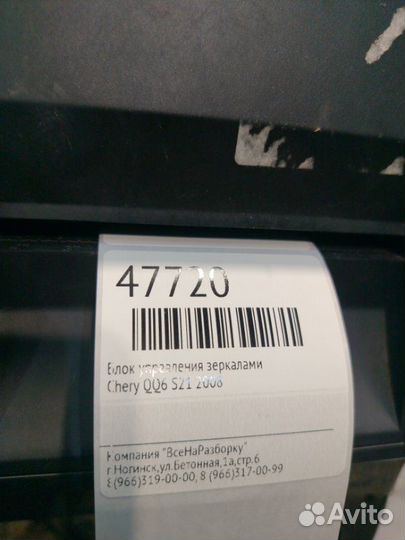 47720
Блок управления зеркалами
Chery QQ6 S21 2008
Компания "ВсеНаРазборку"
г.Ногинск,ул.Бетонная,1а,стр.6
8(966)319-00-00, 8 (966)317-00-99
Avito